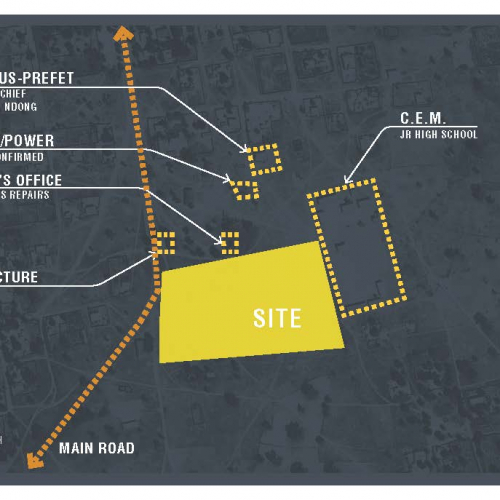 US-PREFET
CHIEF
NDONG
/POWER
ONFIRMED
'S OFFICE
S REPAIRS
CTURE
C.E.M.
JR HIGH SCHOOL
SITE
MAIN ROAD